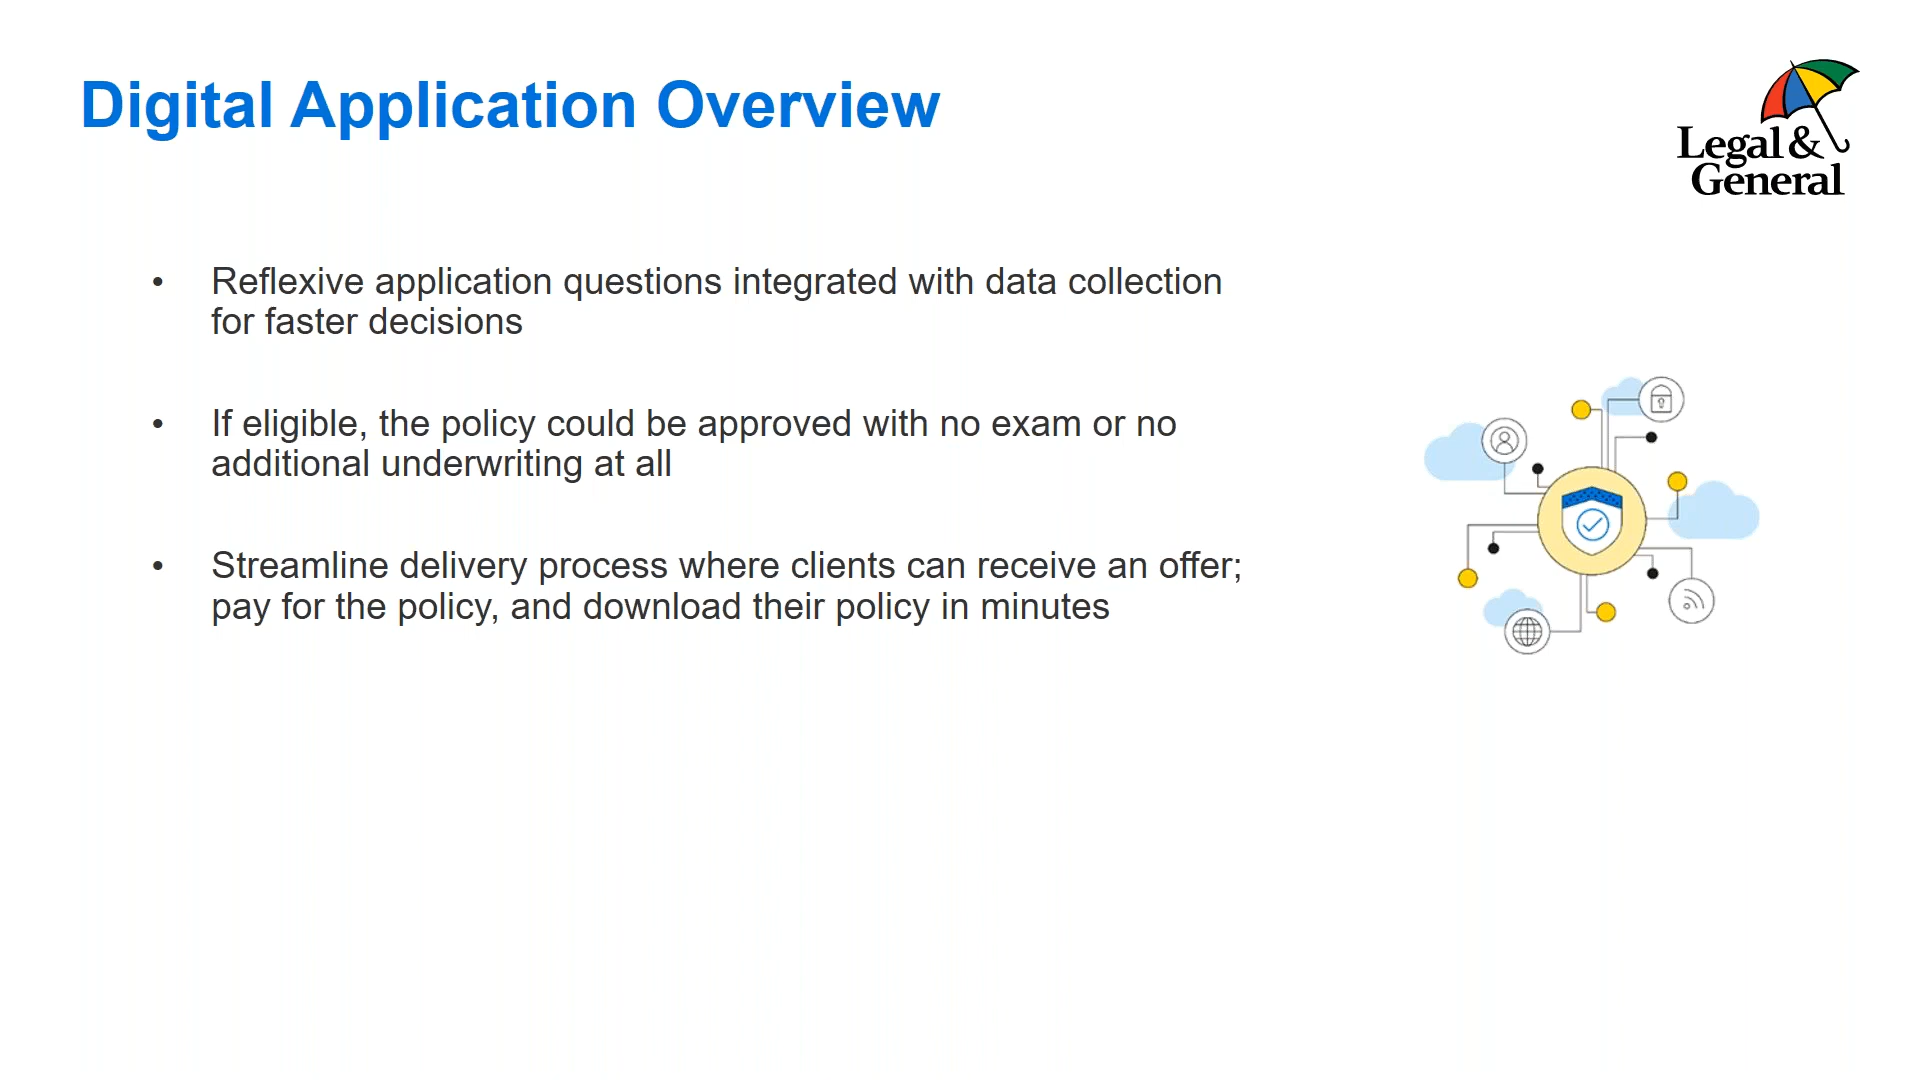 Digital Application Overview
Legal &
General
• Reflexive application questions integrated with data collection
for faster decisions
• If eligible, the policy could be approved with no exam or no
additional underwriting at all
• Streamline delivery process where clients can receive an offer;
pay for the policy, and download their policy in minutes